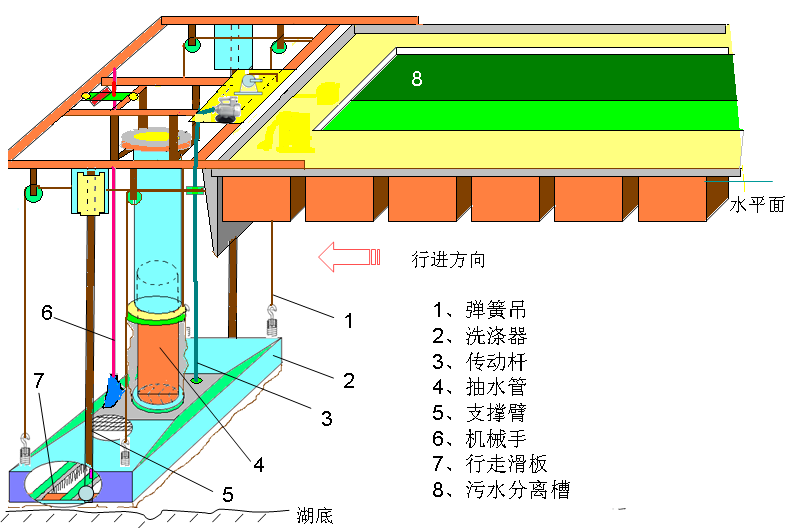 8
水平面
行进方向
1
6
2
7
3
4
5
湖底
1、弹簧吊
2、洗涤器
3、传动杆
4、抽水管
5、支撑臂
6、机械手
7、行走滑板
8、污水分离槽